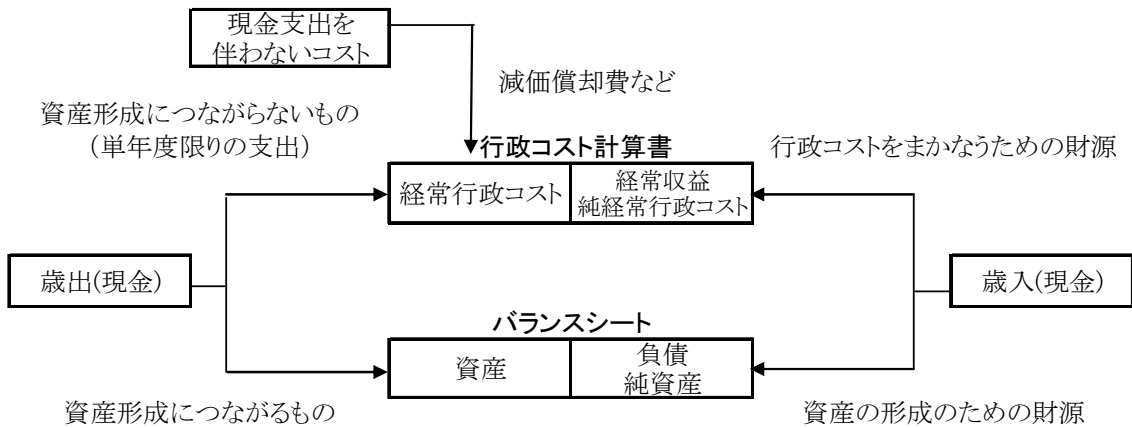 現金支出を
伴わないコスト
減価償却費など
資産形成につながらないもの
（単年度限りの支出）
行政コスト計算書
行政コストをまかなうための財源
経常行政コスト
経常収益
純経常行政コスト
歳出(現金)
歳入(現金)
バランスシート
資産
負債
純資産
資産形成につながるもの
資産の形成のための財源